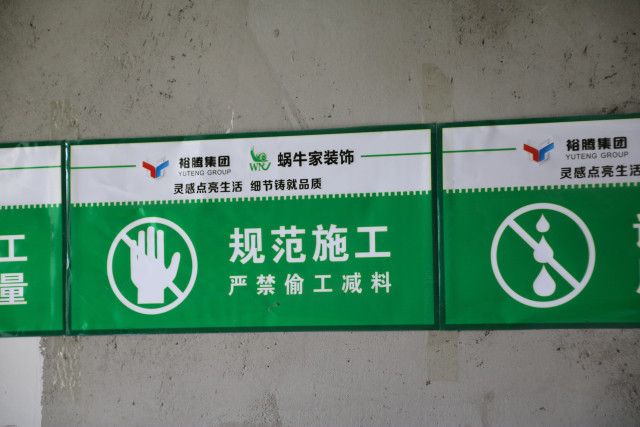 工
量
裕腾集团
YUTENG GROUP
WNJ
蜗牛家装饰
灵感点亮生活 细节铸就品质
规范施工
严禁偷工减料
裕腾集团
YUTENG GROUP
灵感点亮生活